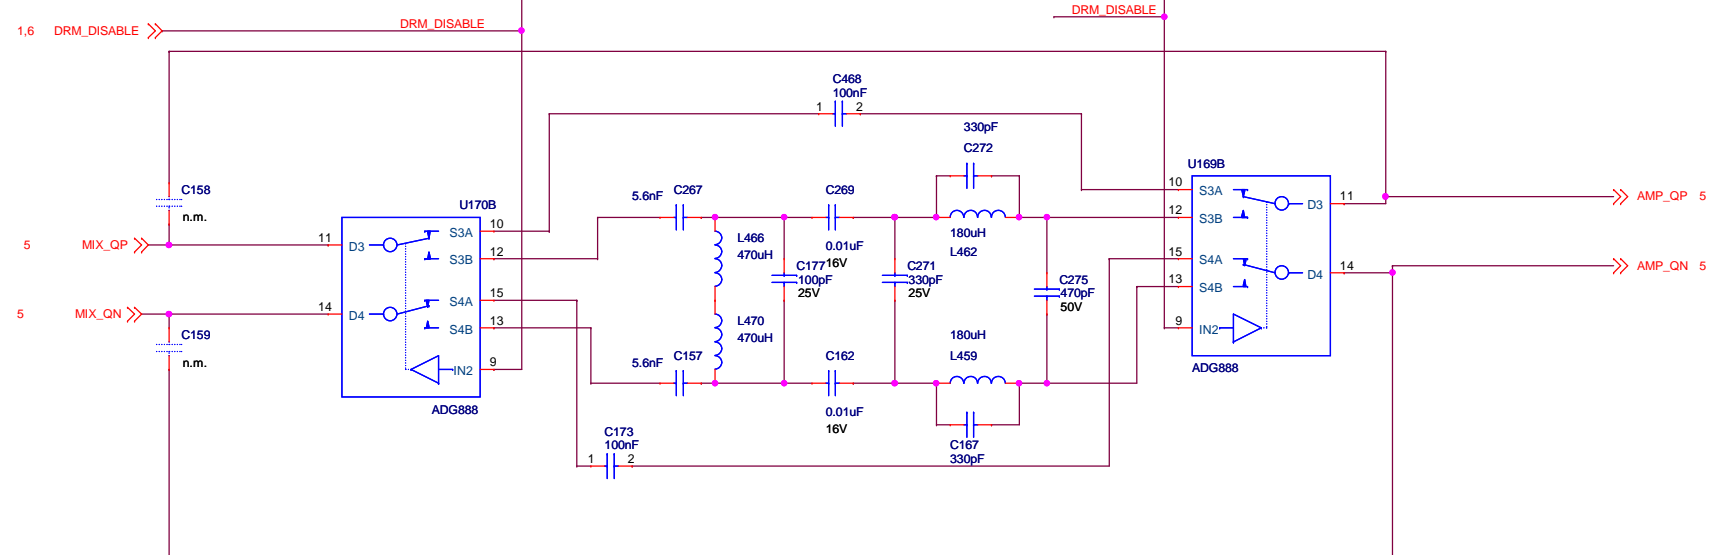 DRM_DISABLE
1,6 DRM_DISABLE
DRM_DISABLE
C468
100nF
1 2
330pF
C272
U169B
C158
n.m.
5.6nF
C267
C269
10 S3A
12 S3B
15 S4A
13 S4B
9 IN2
D3 11
D4 14
ADG888
AMP_QP 5
AMP_QN 5
U170B
5 MIX_QP
11 D3
S3A 10
S3B 12
S4A 15
S4B 13
IN2 9
5 MIX_QN
14 D4
ADG888
C159
n.m.
L466
470uH
C177
100pF
25V
0.01uF
16V
C271
330pF
25V
180uH
L462
C275
470pF
50V
L470
470uH
5.6nF
C157
C162
0.01uF
16V
180uH
L459
C167
330pF
C173
100nF
1 2